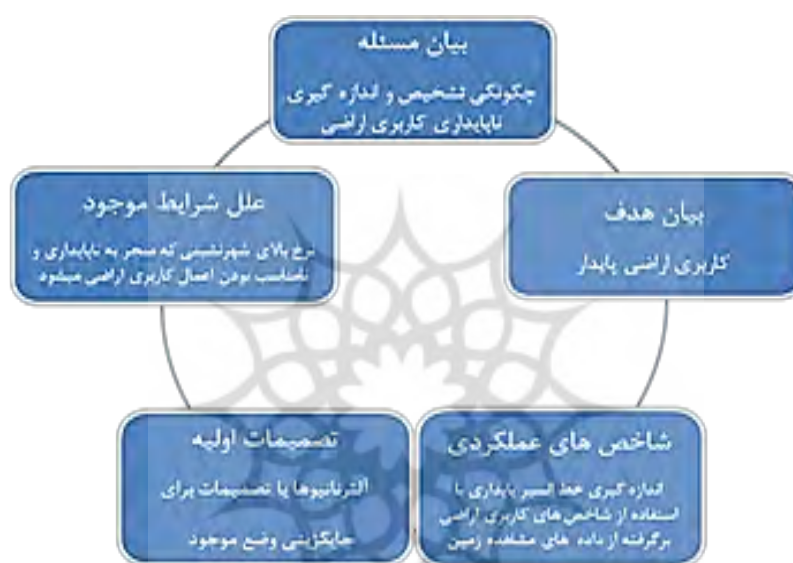 بیان مسئله
چگونگی تشخیص و اندازه گیری
ناپایداری کاربری اراضی
بیان هدف
کاربری اراضی پایدار
شاخص های عملکردی
اندازه گیری خط السیر پایداری با
استفاده از شاخص های کاربری اراضی
برگرفته از داده های مشاهده زمین
تصمیمات اولیه
آلترناتیوها یا تصمیمات برای
جایگزینی وضع موجود
علل شرایط موجود
نرخ بالای شهرنشینی که منجر به ناپایداری و
نامناسب بودن اعمال کاربری اراضی میشود